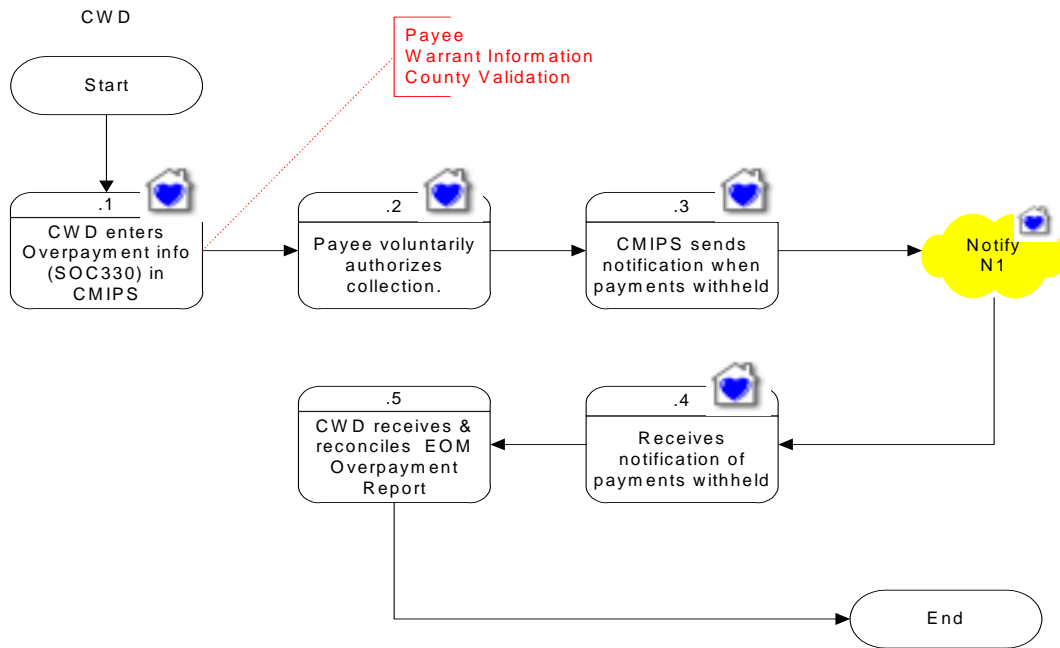 CWD
Payee
Warrant Information
County Validation
Start
.1
CWD enters
Overpayment info
(SOC330) in
CMIPS
.2
Payee voluntarily
authorizes
collection.
.3
CMIPS sends
notification when
payments withheld
Notify
N1
.5
CWD receives &
reconciles EOM
Overpayment
Report
.4
Receives
notification of
payments withheld
End